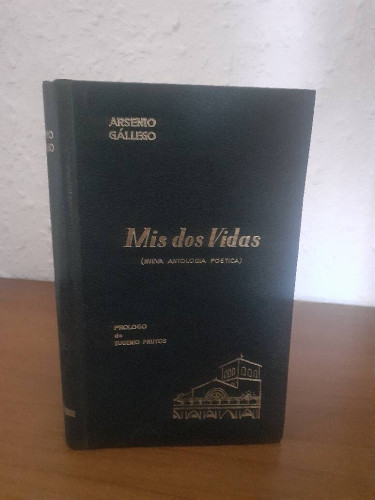 ARSENIO
GÁLLEGO
Mis dos Vidas
(NUEVA ANTOLOGIA POETICA)
PROLOGO
de
EUGENIO FRUTOS